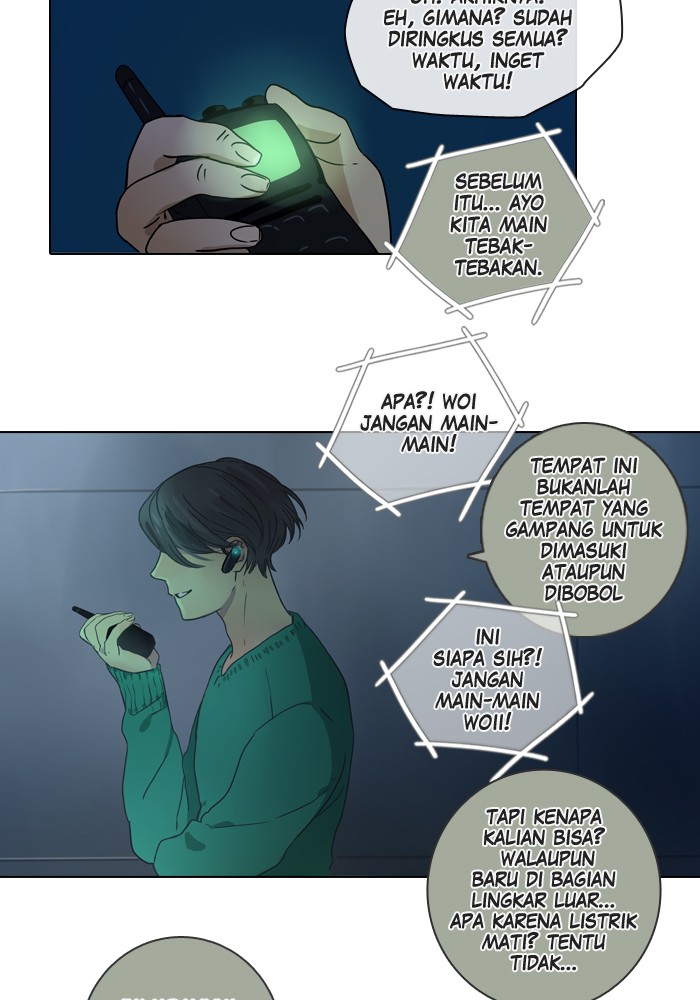 EH, GIMANA? SUDAH
DIRINGKUS SEMUA?
WAKTU, INGET
WAKTU!
SEBELUM
ITU... AYO
KITA MAIN
TEBAK-
TEBAKAN.
APA?! WOI
JANGAN MAIN-
MAIN!
TEMPAT INI
BUKANLAH
TEMPAT YANG
GAMPANG UNTUK
DIMASUKI
ATAUPUN
DIBOBOL
INI
SIAPA SIH?!
JANGAN
MAIN-MAIN
WOII!
TAPI KENAPA
KALIAN BISA?
WALAUPUN
BARU DI BAGIAN
LINGKAR LUAR...
APA KARENA LISTRIK
MATI? TENTU
TIDAK...